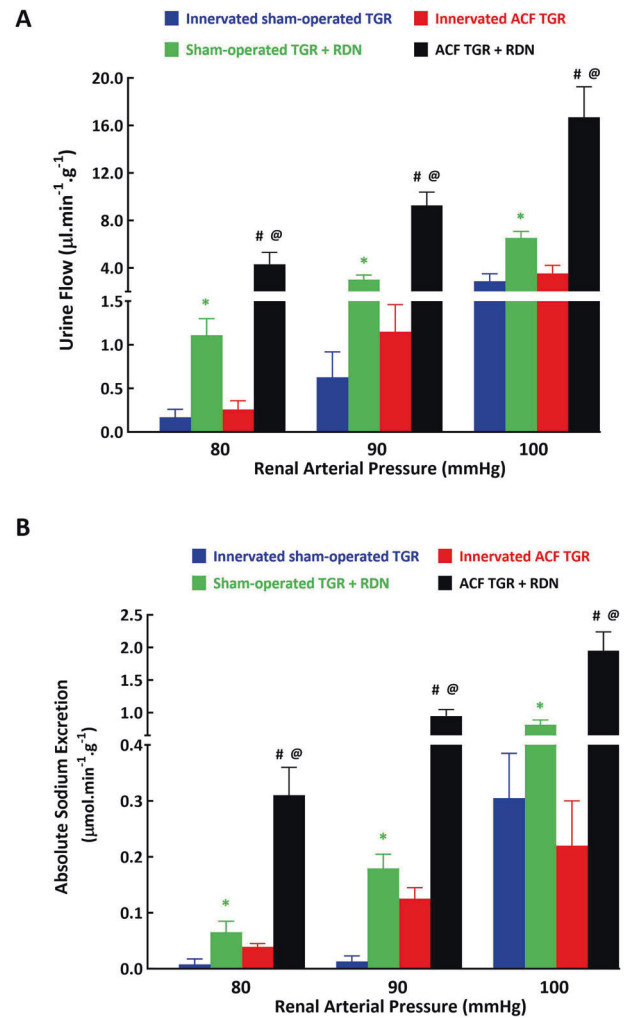 A
Innervated sham-operated TGR
Innervated ACF TGR
Sham-operated TGR + RDN
ACF TGR + RDN
Urine Flow (µl.min⁻¹.g⁻¹)
20.0
16.0
12.0
8.0
4.0
1.5
1.0
0.5
0.0
*
# @
*
# @
*
# @
80
90
100
Renal Arterial Pressure (mmHg)
B
Innervated sham-operated TGR
Innervated ACF TGR
Sham-operated TGR + RDN
ACF TGR + RDN
Absolute Sodium Excretion
(µmol.min⁻¹.g⁻¹)
2.5
2.0
1.5
1.0
0.4
0.3
0.2
0.1
0.0
*
# @
*
# @
*
# @
80
90
100
Renal Arterial Pressure (mmHg)